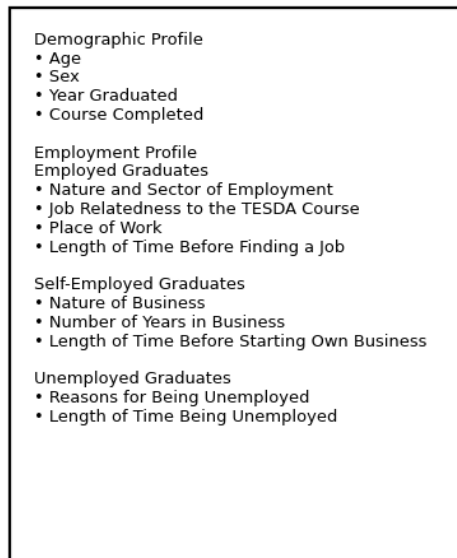 Demographic Profile
• Age
• Sex
• Year Graduated
• Course Completed
Employment Profile
Employed Graduates
• Nature and Sector of Employment
• Job Relatedness to the TESDA Course
• Place of Work
• Length of Time Before Finding a Job
Self-Employed Graduates
• Nature of Business
• Number of Years in Business
• Length of Time Before Starting Own Business
Unemployed Graduates
• Reasons for Being Unemployed
• Length of Time Being Unemployed